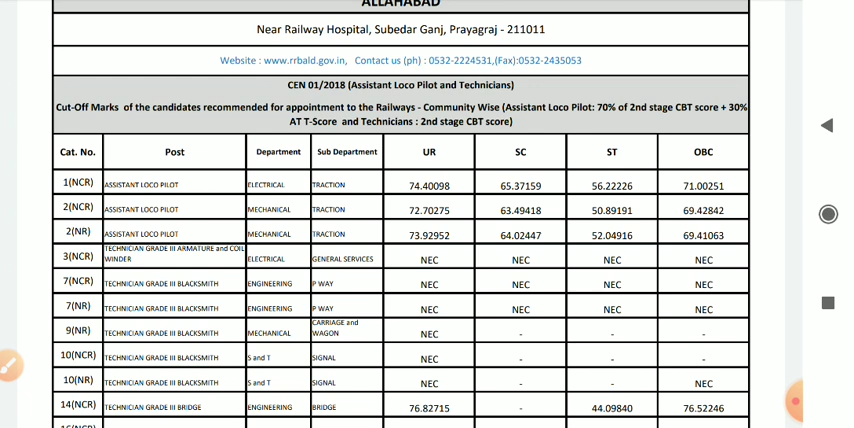 ALLAHABAD
Near Railway Hospital, Subedar Ganj, Prayagraj - 211011
Website : www.rrbald.gov.in, Contact us (ph) : 0532-2224531,(Fax):0532-2435053
CEN 01/2018 (Assistant Loco Pilot and Technicians)
Cut-Off Marks of the candidates recommended for appointment to the Railways - Community Wise (Assistant Loco Pilot: 70% of 2nd stage CBT score + 30%
AT T-Score and Technicians : 2nd stage CBT score)
Cat. No. Post Department Sub Department UR SC ST OBC
1(NCR) ASSISTANT LOCO PILOT ELECTRICAL TRACTION 74.40098 65.37159 56.22226 71.00251
2(NCR) ASSISTANT LOCO PILOT MECHANICAL TRACTION 72.70275 63.49418 50.89191 69.42842
2(NR) ASSISTANT LOCO PILOT MECHANICAL TRACTION 73.92952 64.02447 52.04916 69.41063
3(NCR) TECHNICIAN GRADE III ARMATURE and COIL
WINDER ELECTRICAL GENERAL SERVICES NEC NEC NEC NEC
7(NCR) TECHNICIAN GRADE III BLACKSMITH ENGINEERING P WAY NEC NEC NEC NEC
7(NR) TECHNICIAN GRADE III BLACKSMITH ENGINEERING P WAY NEC NEC NEC NEC
9(NR) TECHNICIAN GRADE III BLACKSMITH MECHANICAL CARRIAGE and
WAGON NEC - - -
10(NCR) TECHNICIAN GRADE III BLACKSMITH S and T SIGNAL NEC - - -
10(NR) TECHNICIAN GRADE III BLACKSMITH S and T SIGNAL NEC - - NEC
14(NCR) TECHNICIAN GRADE III BRIDGE ENGINEERING BRIDGE 76.82715 - 44.09840 76.52246